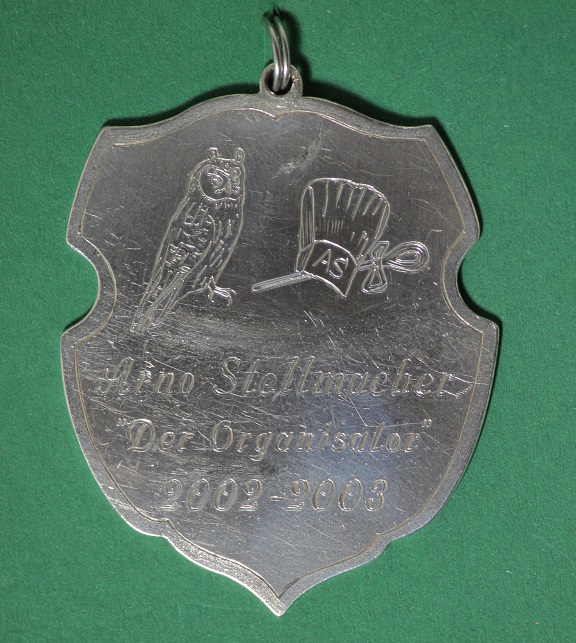 AS
Arno Stellmacher
"Der Organisator"
2002-2003